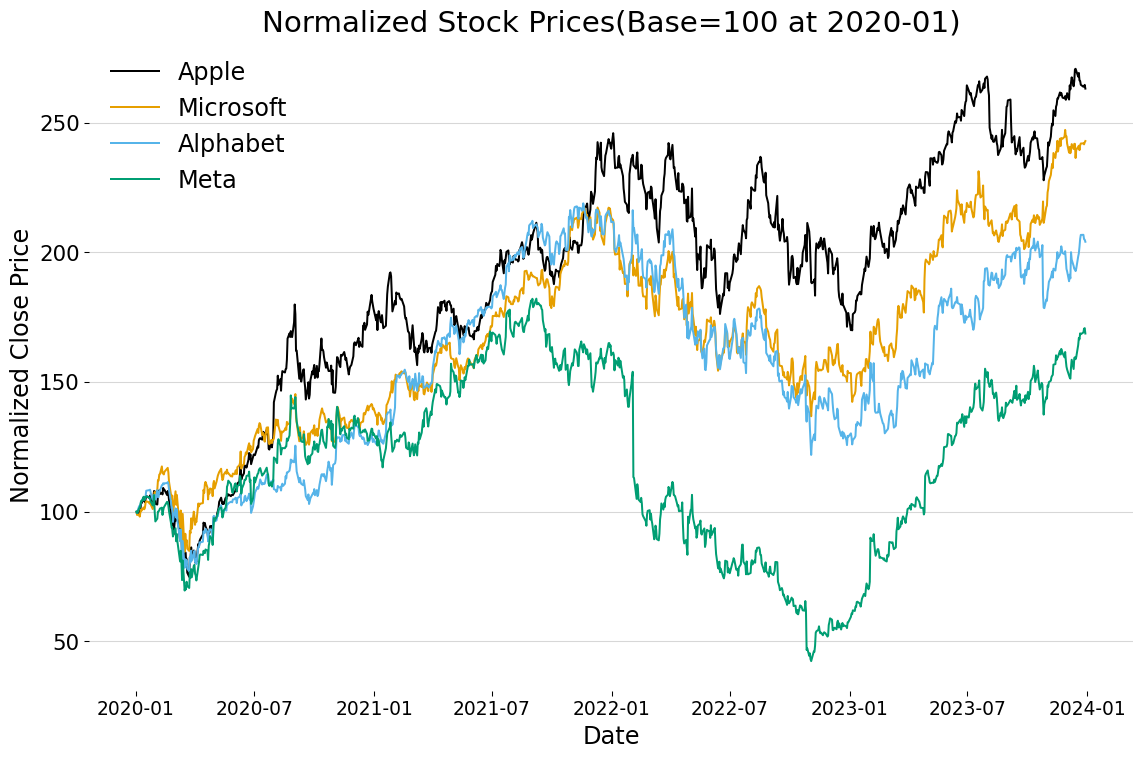 Normalized Stock Prices(Base=100 at 2020-01)
Apple
Microsoft
Alphabet
Meta
Normalized Close Price
250
200
150
100
50
2020-01 2020-07 2021-01 2021-07 2022-01 2022-07 2023-01 2023-07 2024-01
Date